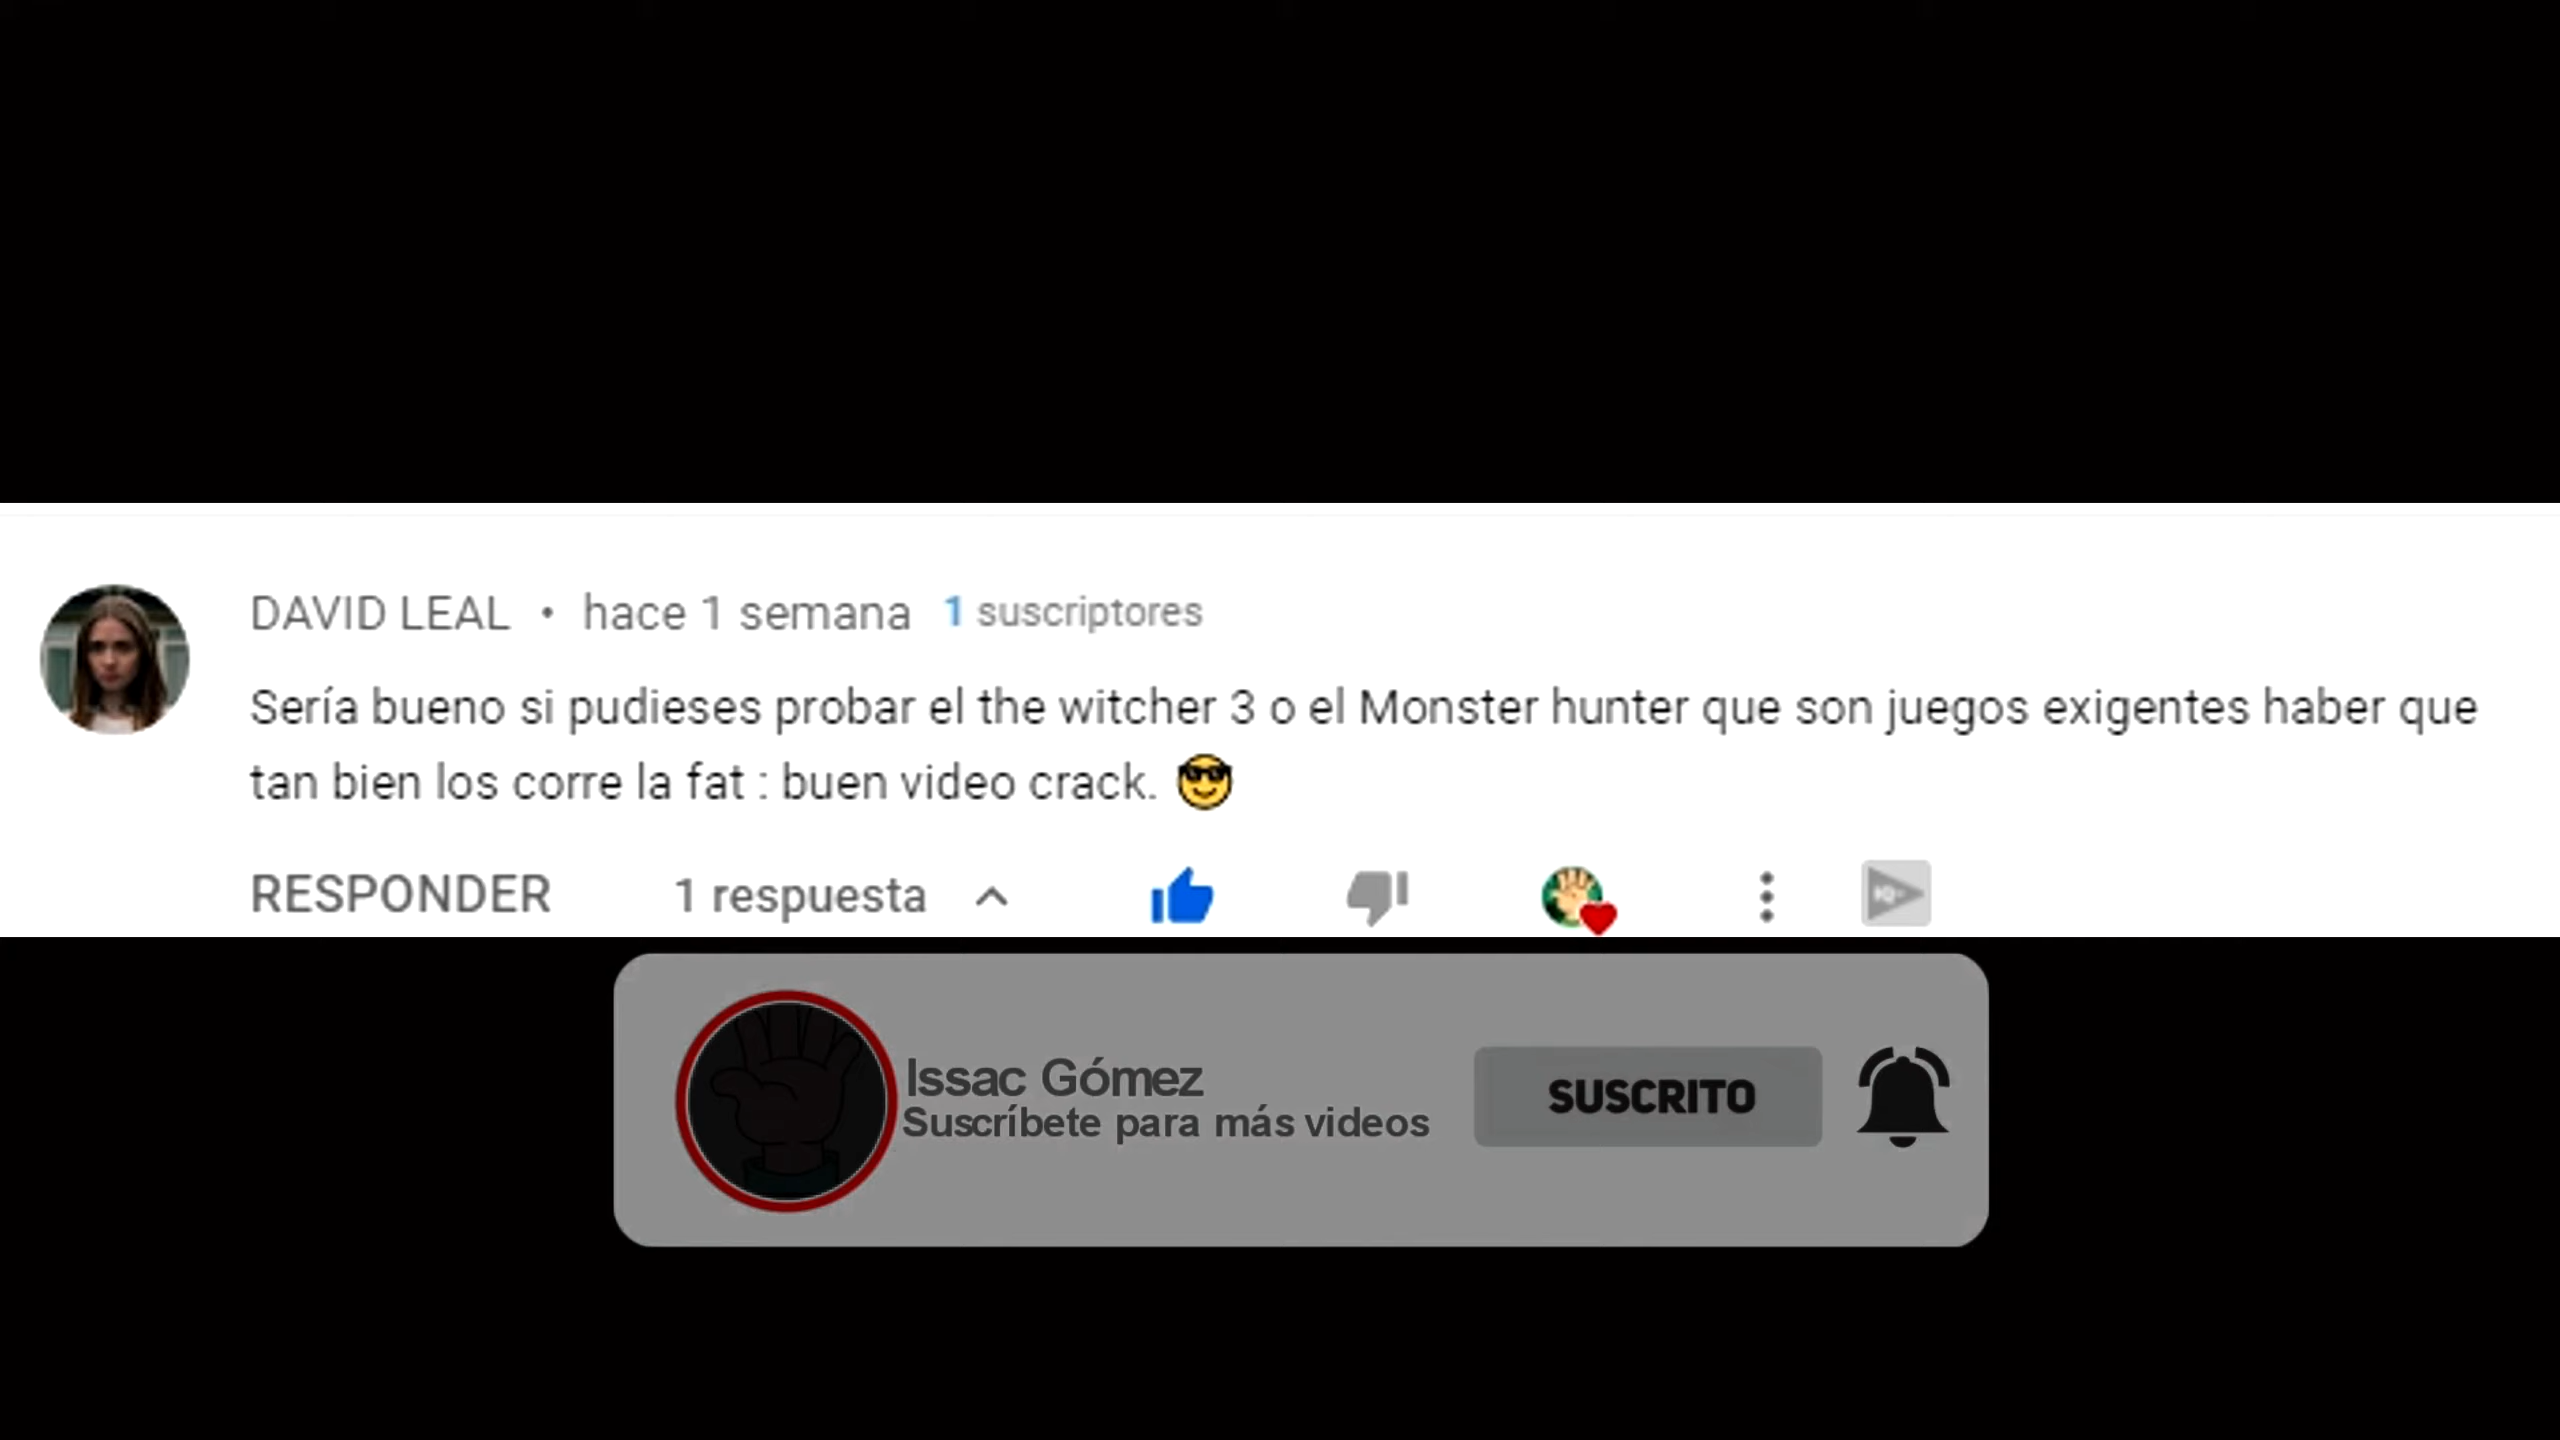 DAVID LEAL • hace 1 semana 1 suscriptores
Sería bueno si pudieses probar el the witcher 3 o el Monster hunter que son juegos exigentes haber que
tan bien los corre la fat : buen video crack. 😎
RESPONDER 1 respuesta
Issac Gómez
Suscríbete para más videos
SUSCRITO